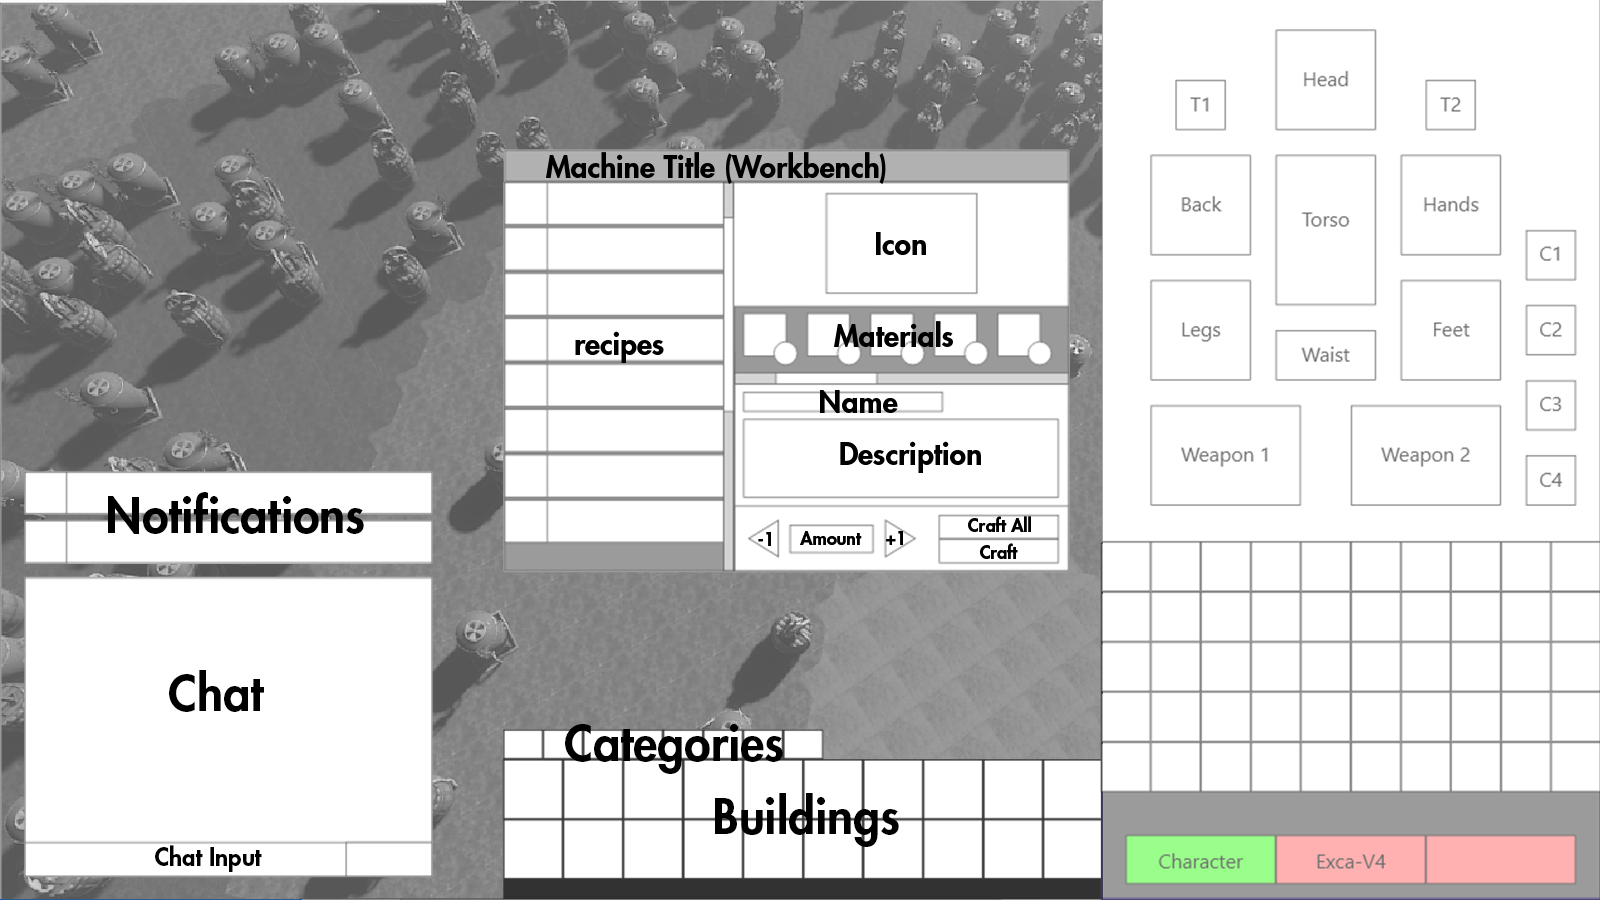 Machine Title (Workbench)
Icon
recipes
Materials
Name
Description
-1
Amount
+1
Craft All
Craft
Notifications
Chat
Chat Input
Categories
Buildings
Head
T1
T2
Back
Torso
Hands
C1
Legs
Waist
Feet
C2
C3
Weapon 1
Weapon 2
C4
Character
Exca-V4